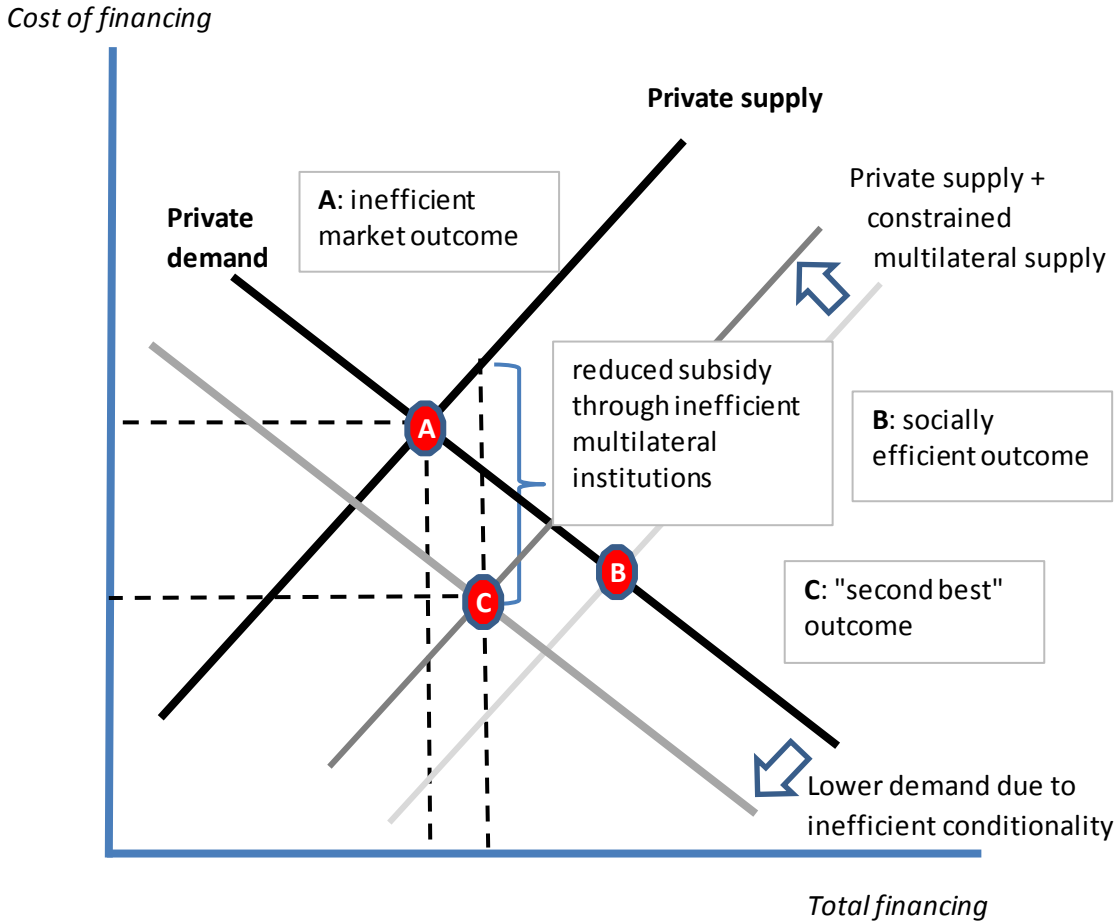 Cost of financing
Private supply
Private supply +
constrained
multilateral supply
A: inefficient
market outcome
Private
demand
reduced subsidy
through inefficient
multilateral
institutions
B: socially
efficient outcome
A
B
C
C: "second best"
outcome
Lower demand due to
inefficient conditionality
Total financing